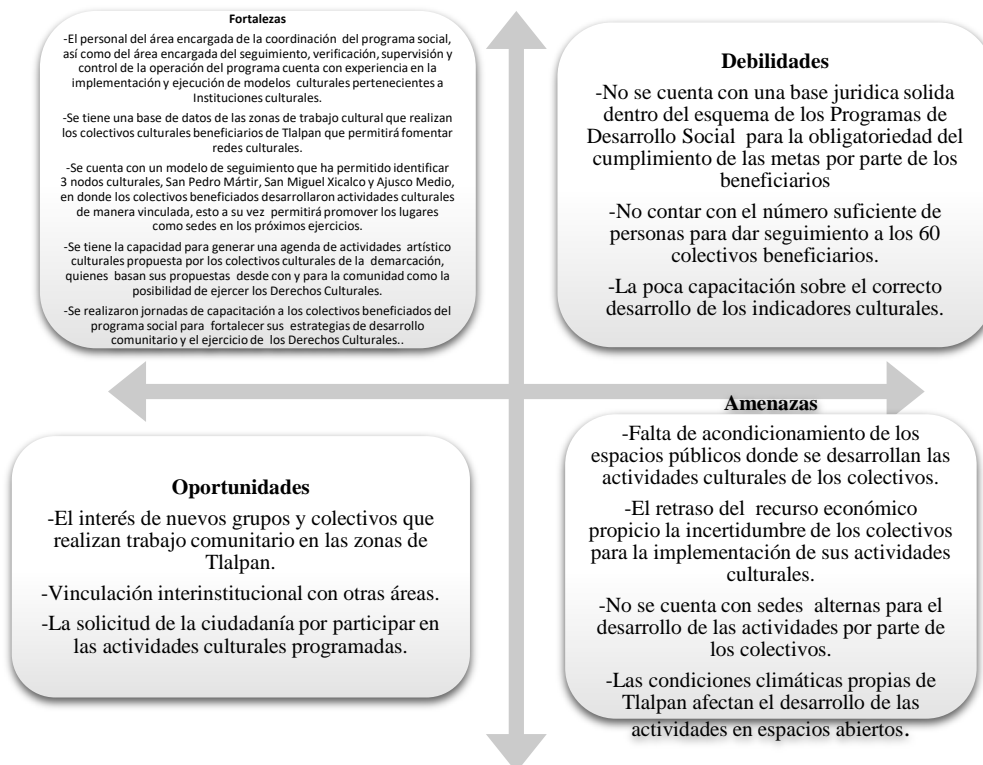 Fortalezas
-El personal del área encargada de la coordinación del programa social,
así como del área encargada del seguimiento, verificación, supervisión y
control de la operación del programa cuenta con experiencia en la
implementación y ejecución de modelos culturales pertenecientes a
Instituciones culturales.
-Se tiene una base de datos de las zonas de trabajo cultural que realizan
los colectivos culturales beneficiarios de Tlalpan que permitirá fomentar
redes culturales.
-Se cuenta con un modelo de seguimiento que ha permitido identificar
3 nodos culturales, San Pedro Mártir, San Miguel Xicalco y Ajusco Medio,
en donde los colectivos beneficiados desarrollaron actividades culturales
de manera vinculada, esto a su vez permitirá promover los lugares
como sedes en los próximos ejercicios.
-Se tiene la capacidad para generar una agenda de actividades artístico
culturales propuesta por los colectivos culturales de la demarcación,
quienes basan sus propuestas desde con y para la comunidad como la
posibilidad de ejercer los Derechos Culturales.
-Se realizaron jornadas de capacitación a los colectivos beneficiados del
programa social para fortalecer sus estrategias de desarrollo
comunitario y el ejercicio de los Derechos Culturales..
Debilidades
-No se cuenta con una base juridica solida
dentro del esquema de los Programas de
Desarrollo Social para la obligatoriedad del
cumplimiento de las metas por parte de los
beneficiarios
-No contar con el número suficiente de
personas para dar seguimiento a los 60
colectivos beneficiarios.
-La poca capacitación sobre el correcto
desarrollo de los indicadores culturales.
Oportunidades
-El interés de nuevos grupos y colectivos que
realizan trabajo comunitario en las zonas de
Tlalpan.
-Vinculación interinstitucional con otras áreas.
-La solicitud de la ciudadanía por participar en
las actividades culturales programadas.
Amenazas
-Falta de acondicionamiento de los
espacios públicos donde se desarrollan las
actividades culturales de los colectivos.
-El retraso del recurso económico
propicio la incertidumbre de los colectivos
para la implementación de sus actividades
culturales.
-No se cuenta con sedes alternas para el
desarrollo de las actividades por parte de
los colectivos.
-Las condiciones climáticas propias de
Tlalpan afectan el desarrollo de las
actividades en espacios abiertos.